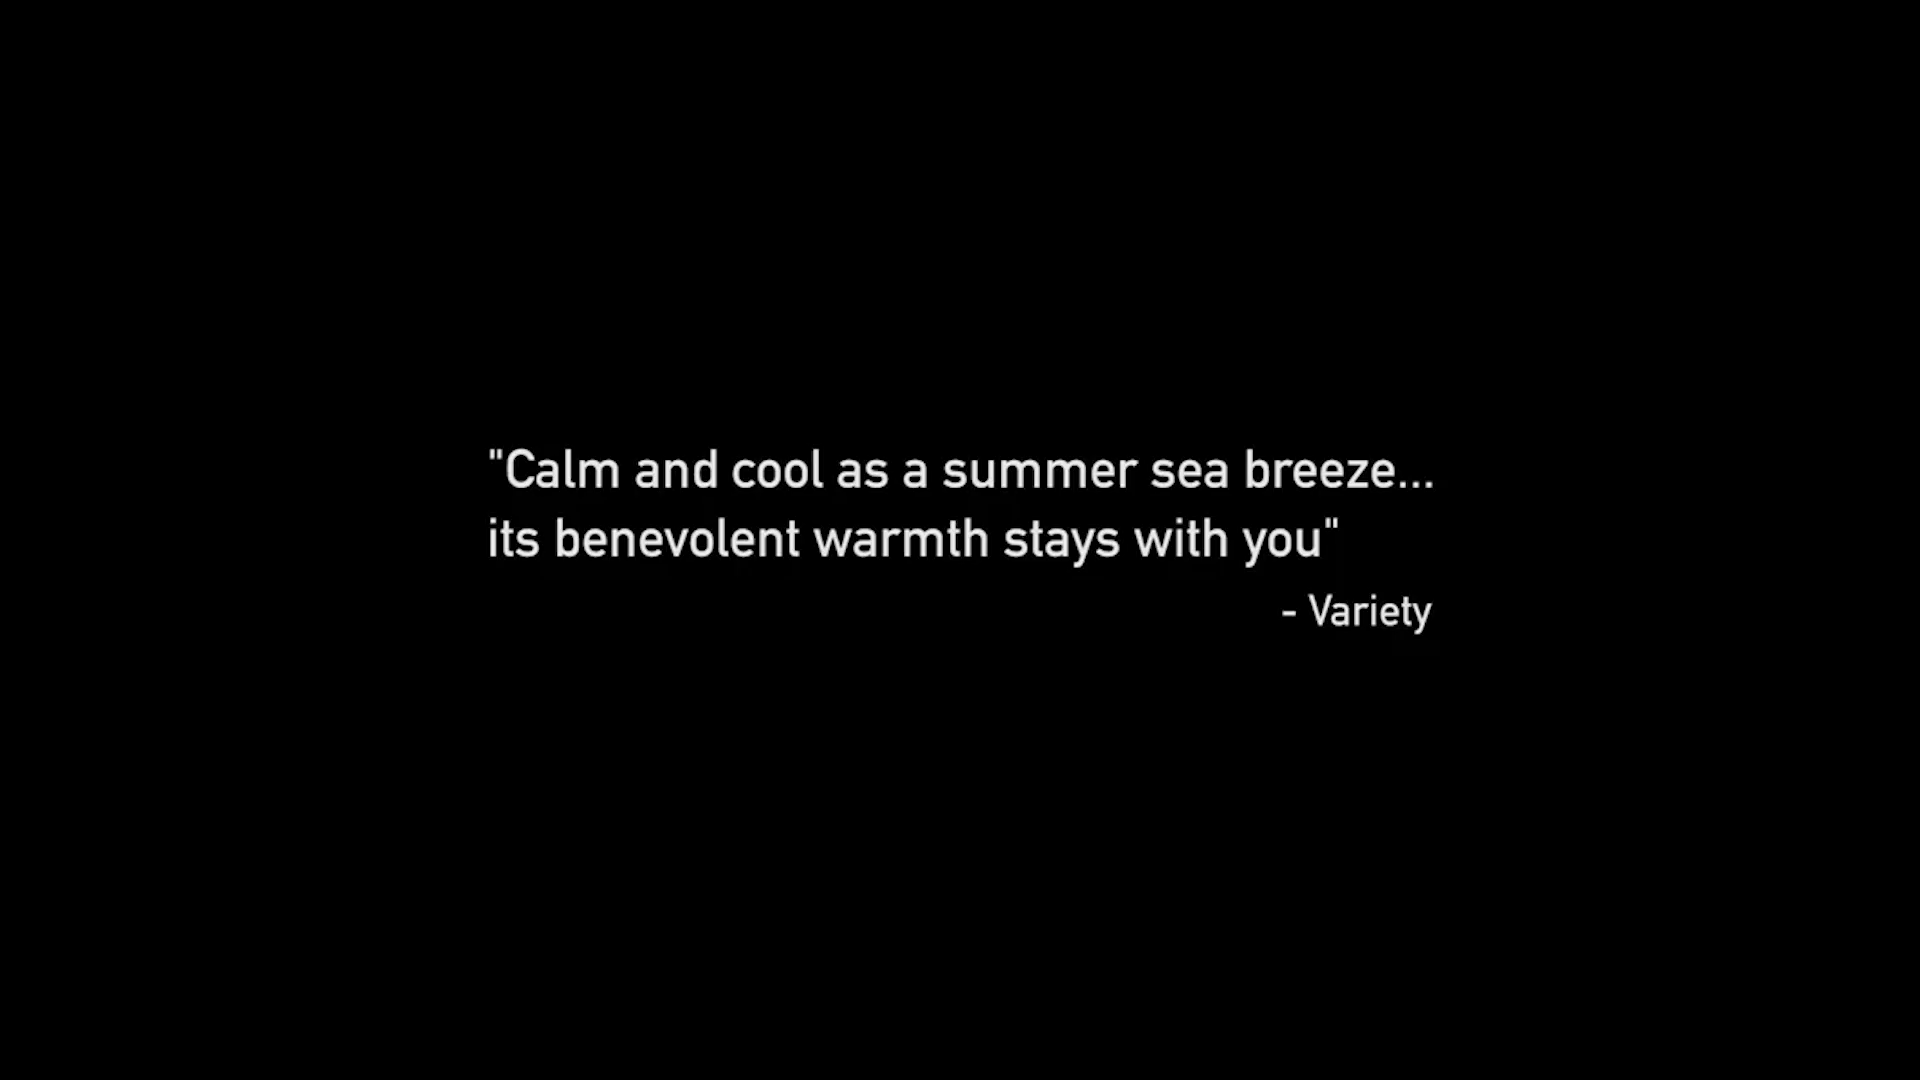 "Calm and cool as a summer sea breeze...
its benevolent warmth stays with you"
- Variety